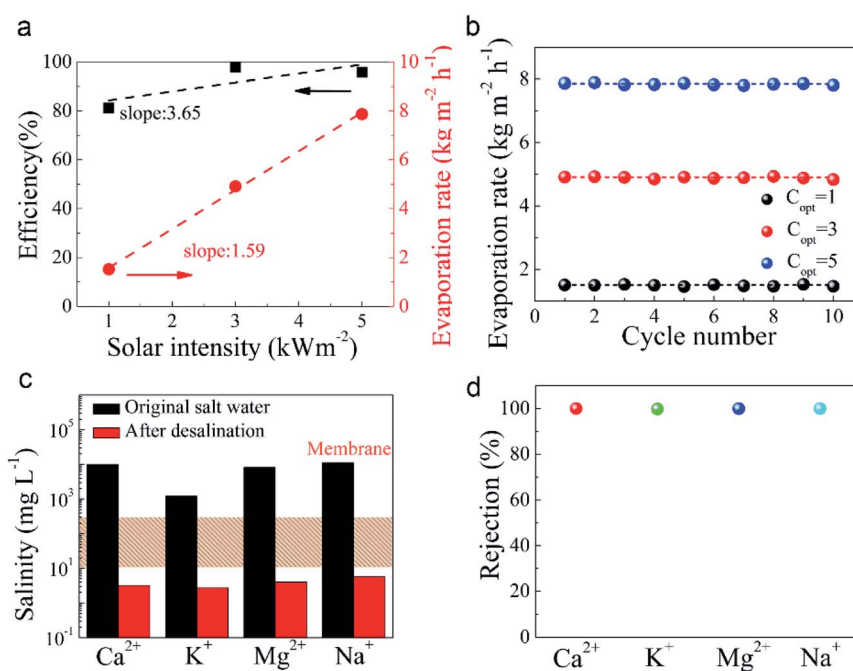 a
Efficiency(%)
100
80
60
40
20
0
slope:3.65
slope:1.59
10
8
6
4
2
0
Evaporation rate (kg m⁻² h⁻¹)
1 2 3 4 5
Solar intensity (kWm⁻²)
b
Evaporation rate (kg m⁻² h⁻¹)
8
6
4
2
C_opt=1
C_opt=3
C_opt=5
0 2 4 6 8 10
Cycle number
c
Salinity (mg L⁻¹)
10⁵
10³
10¹
10⁻¹
Original salt water
After desalination
Membrane
Ca²⁺ K⁺ Mg²⁺ Na⁺
d
Rejection (%)
100
80
60
40
20
0
Ca²⁺ K⁺ Mg²⁺ Na⁺